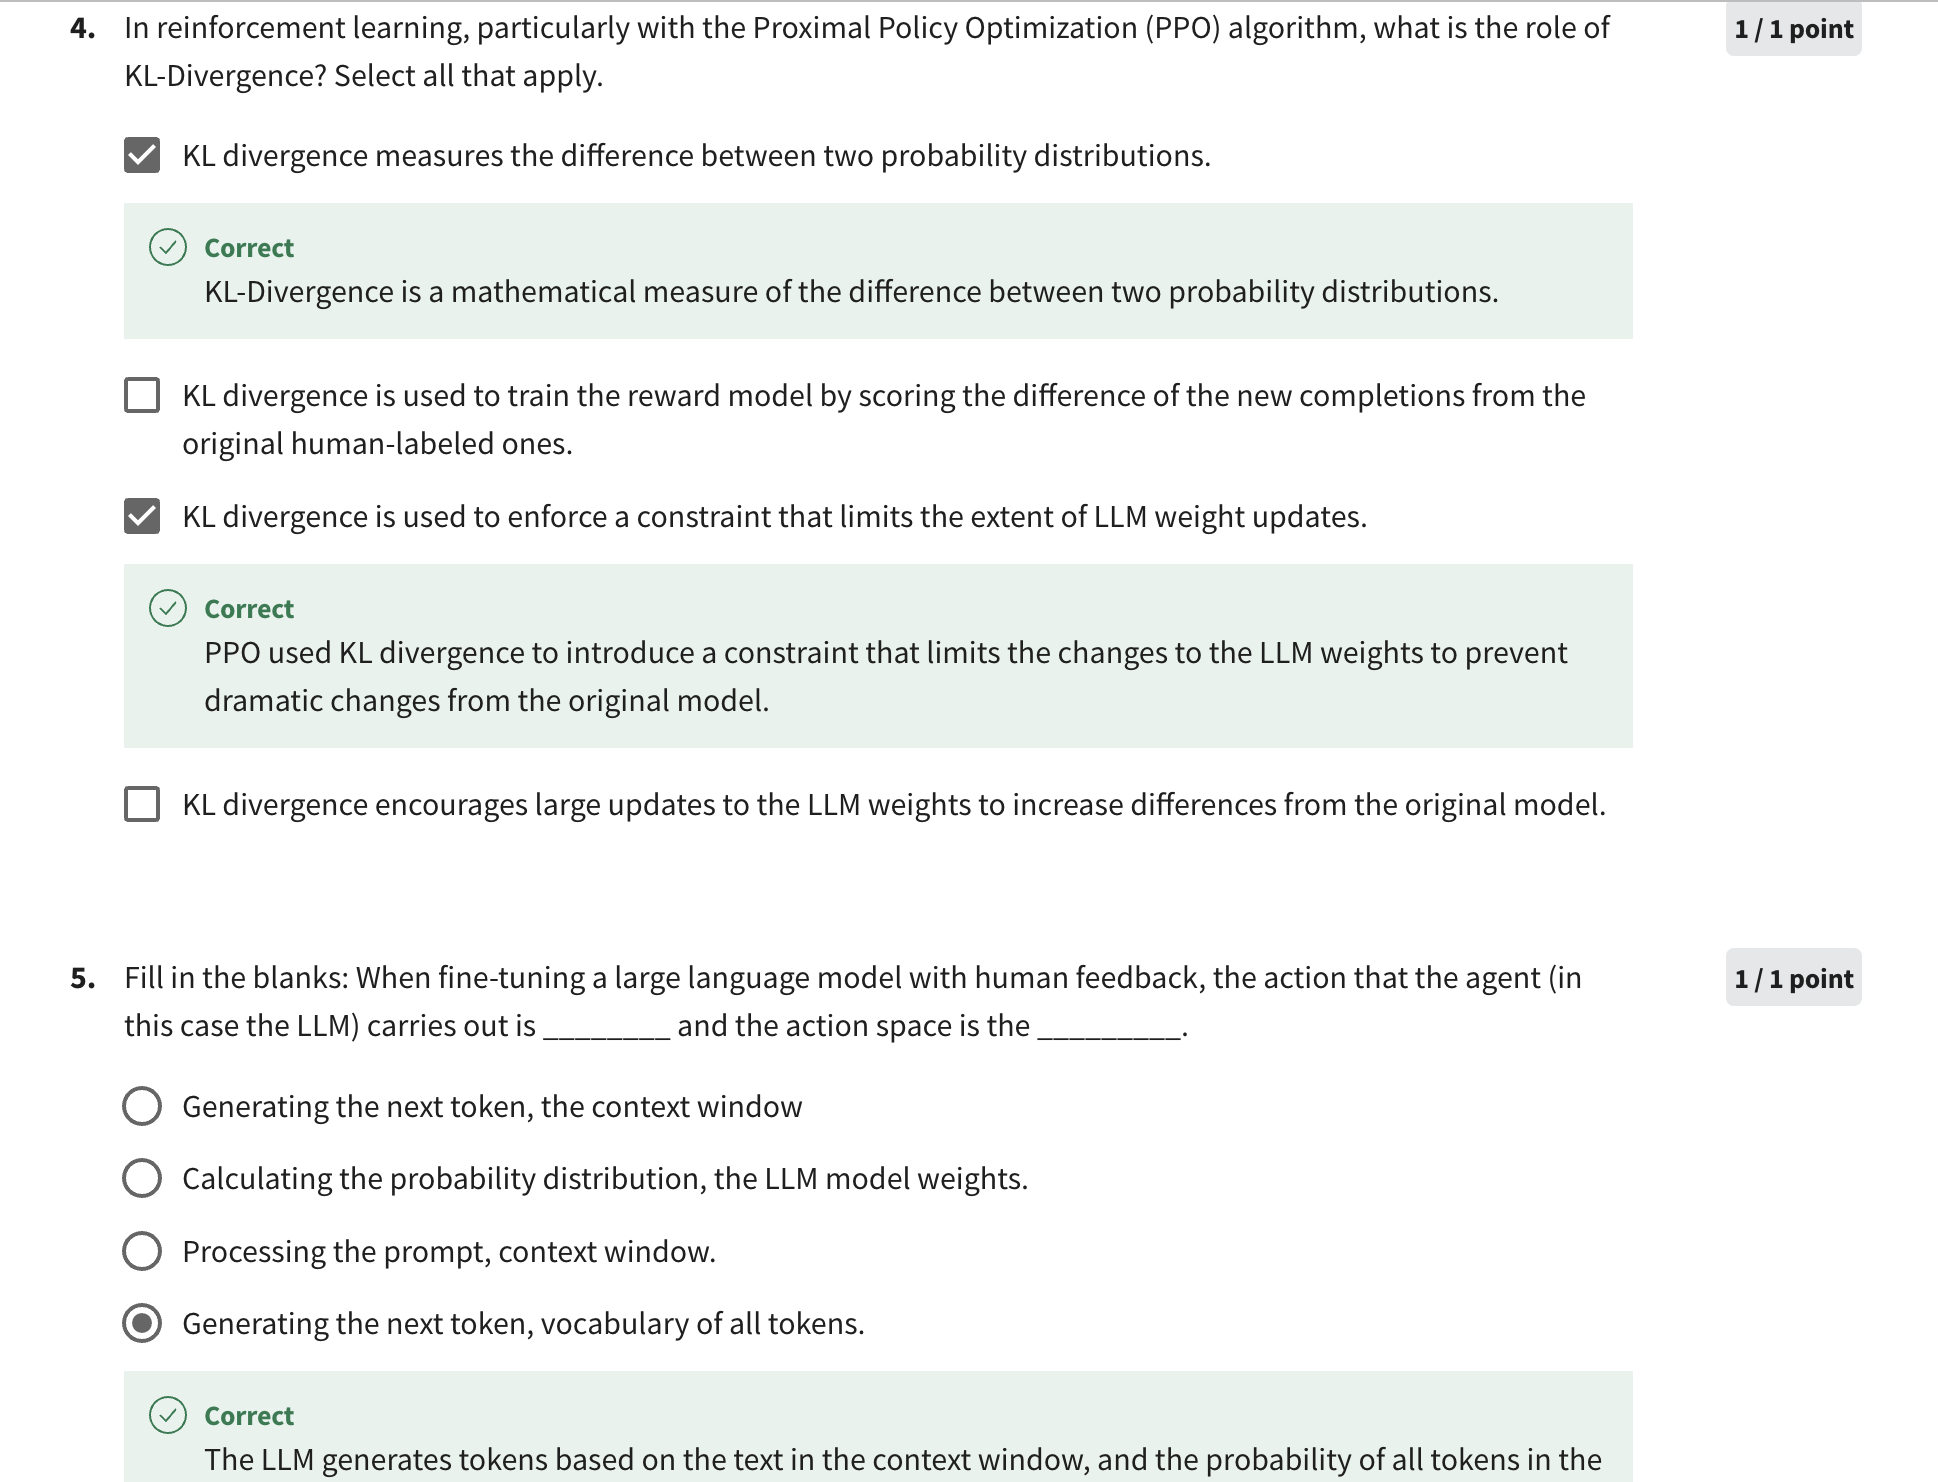 4. In reinforcement learning, particularly with the Proximal Policy Optimization (PPO) algorithm, what is the role of
1 / 1 point
KL-Divergence? Select all that apply.
KL divergence measures the difference between two probability distributions.
Correct
KL-Divergence is a mathematical measure of the difference between two probability distributions.
KL divergence is used to train the reward model by scoring the difference of the new completions from the
original human-labeled ones.
KL divergence is used to enforce a constraint that limits the extent of LLM weight updates.
Correct
PPO used KL divergence to introduce a constraint that limits the changes to the LLM weights to prevent
dramatic changes from the original model.
KL divergence encourages large updates to the LLM weights to increase differences from the original model.
5. Fill in the blanks: When fine-tuning a large language model with human feedback, the action that the agent (in
1 / 1 point
this case the LLM) carries out is ________ and the action space is the _________.
Generating the next token, the context window
Calculating the probability distribution, the LLM model weights.
Processing the prompt, context window.
Generating the next token, vocabulary of all tokens.
Correct
The LLM generates tokens based on the text in the context window, and the probability of all tokens in the